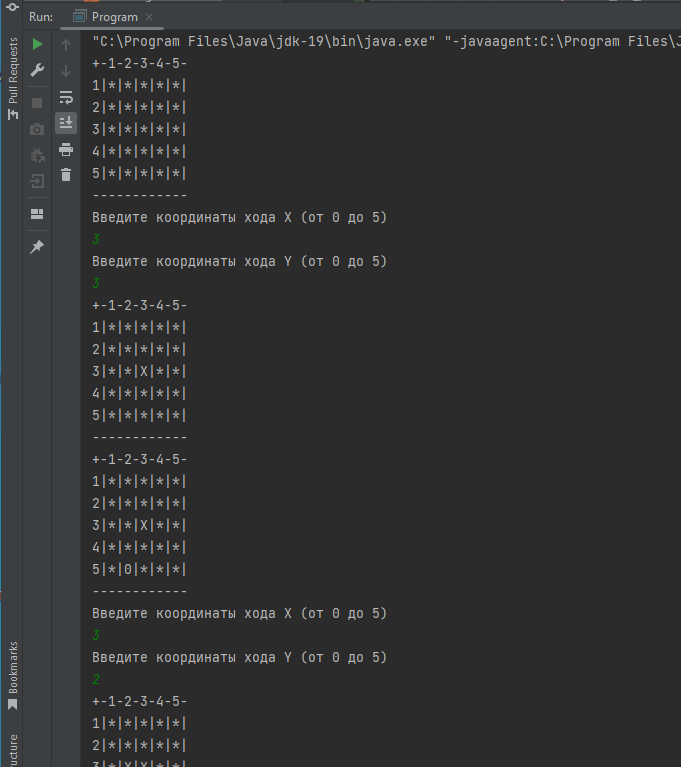 Run: Program
"C:\Program Files\Java\jdk-19\bin\java.exe" "-javaagent:C:\Program Files\J
+-1-2-3-4-5-
1|*|*|*|*|*|
2|*|*|*|*|*|
3|*|*|*|*|*|
4|*|*|*|*|*|
5|*|*|*|*|*|
------------
Введите координаты хода X (от 0 до 5)
3
Введите координаты хода Y (от 0 до 5)
3
+-1-2-3-4-5-
1|*|*|*|*|*|
2|*|*|*|*|*|
3|*|*|X|*|*|
4|*|*|*|*|*|
5|*|*|*|*|*|
------------
+-1-2-3-4-5-
1|*|*|*|*|*|
2|*|*|*|*|*|
3|*|*|X|*|*|
4|*|*|*|*|*|
5|*|O|*|*|*|
------------
Введите координаты хода X (от 0 до 5)
3
Введите координаты хода Y (от 0 до 5)
2
+-1-2-3-4-5-
1|*|*|*|*|*|
2|*|*|*|*|*|
3|*|X|X|*|*|
Pull Requests
Bookmarks
ructure